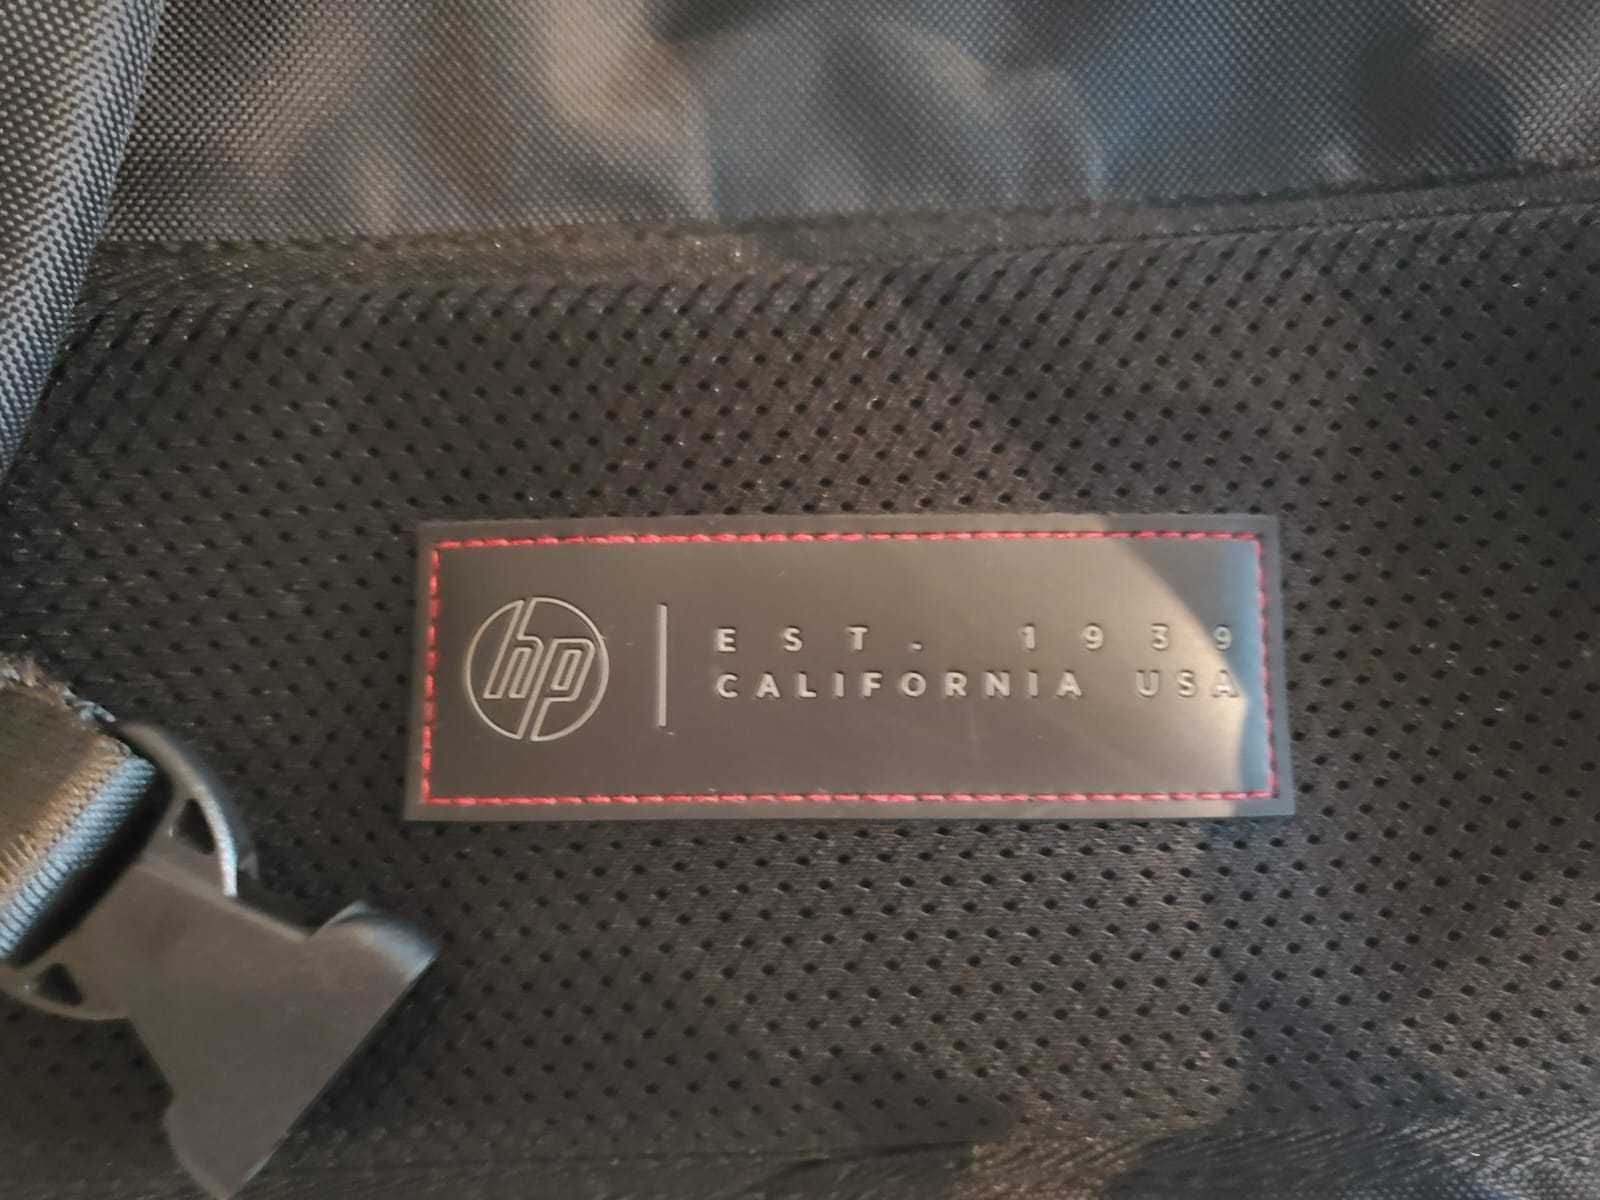 hp
EST. 1939
CALIFORNIA USA